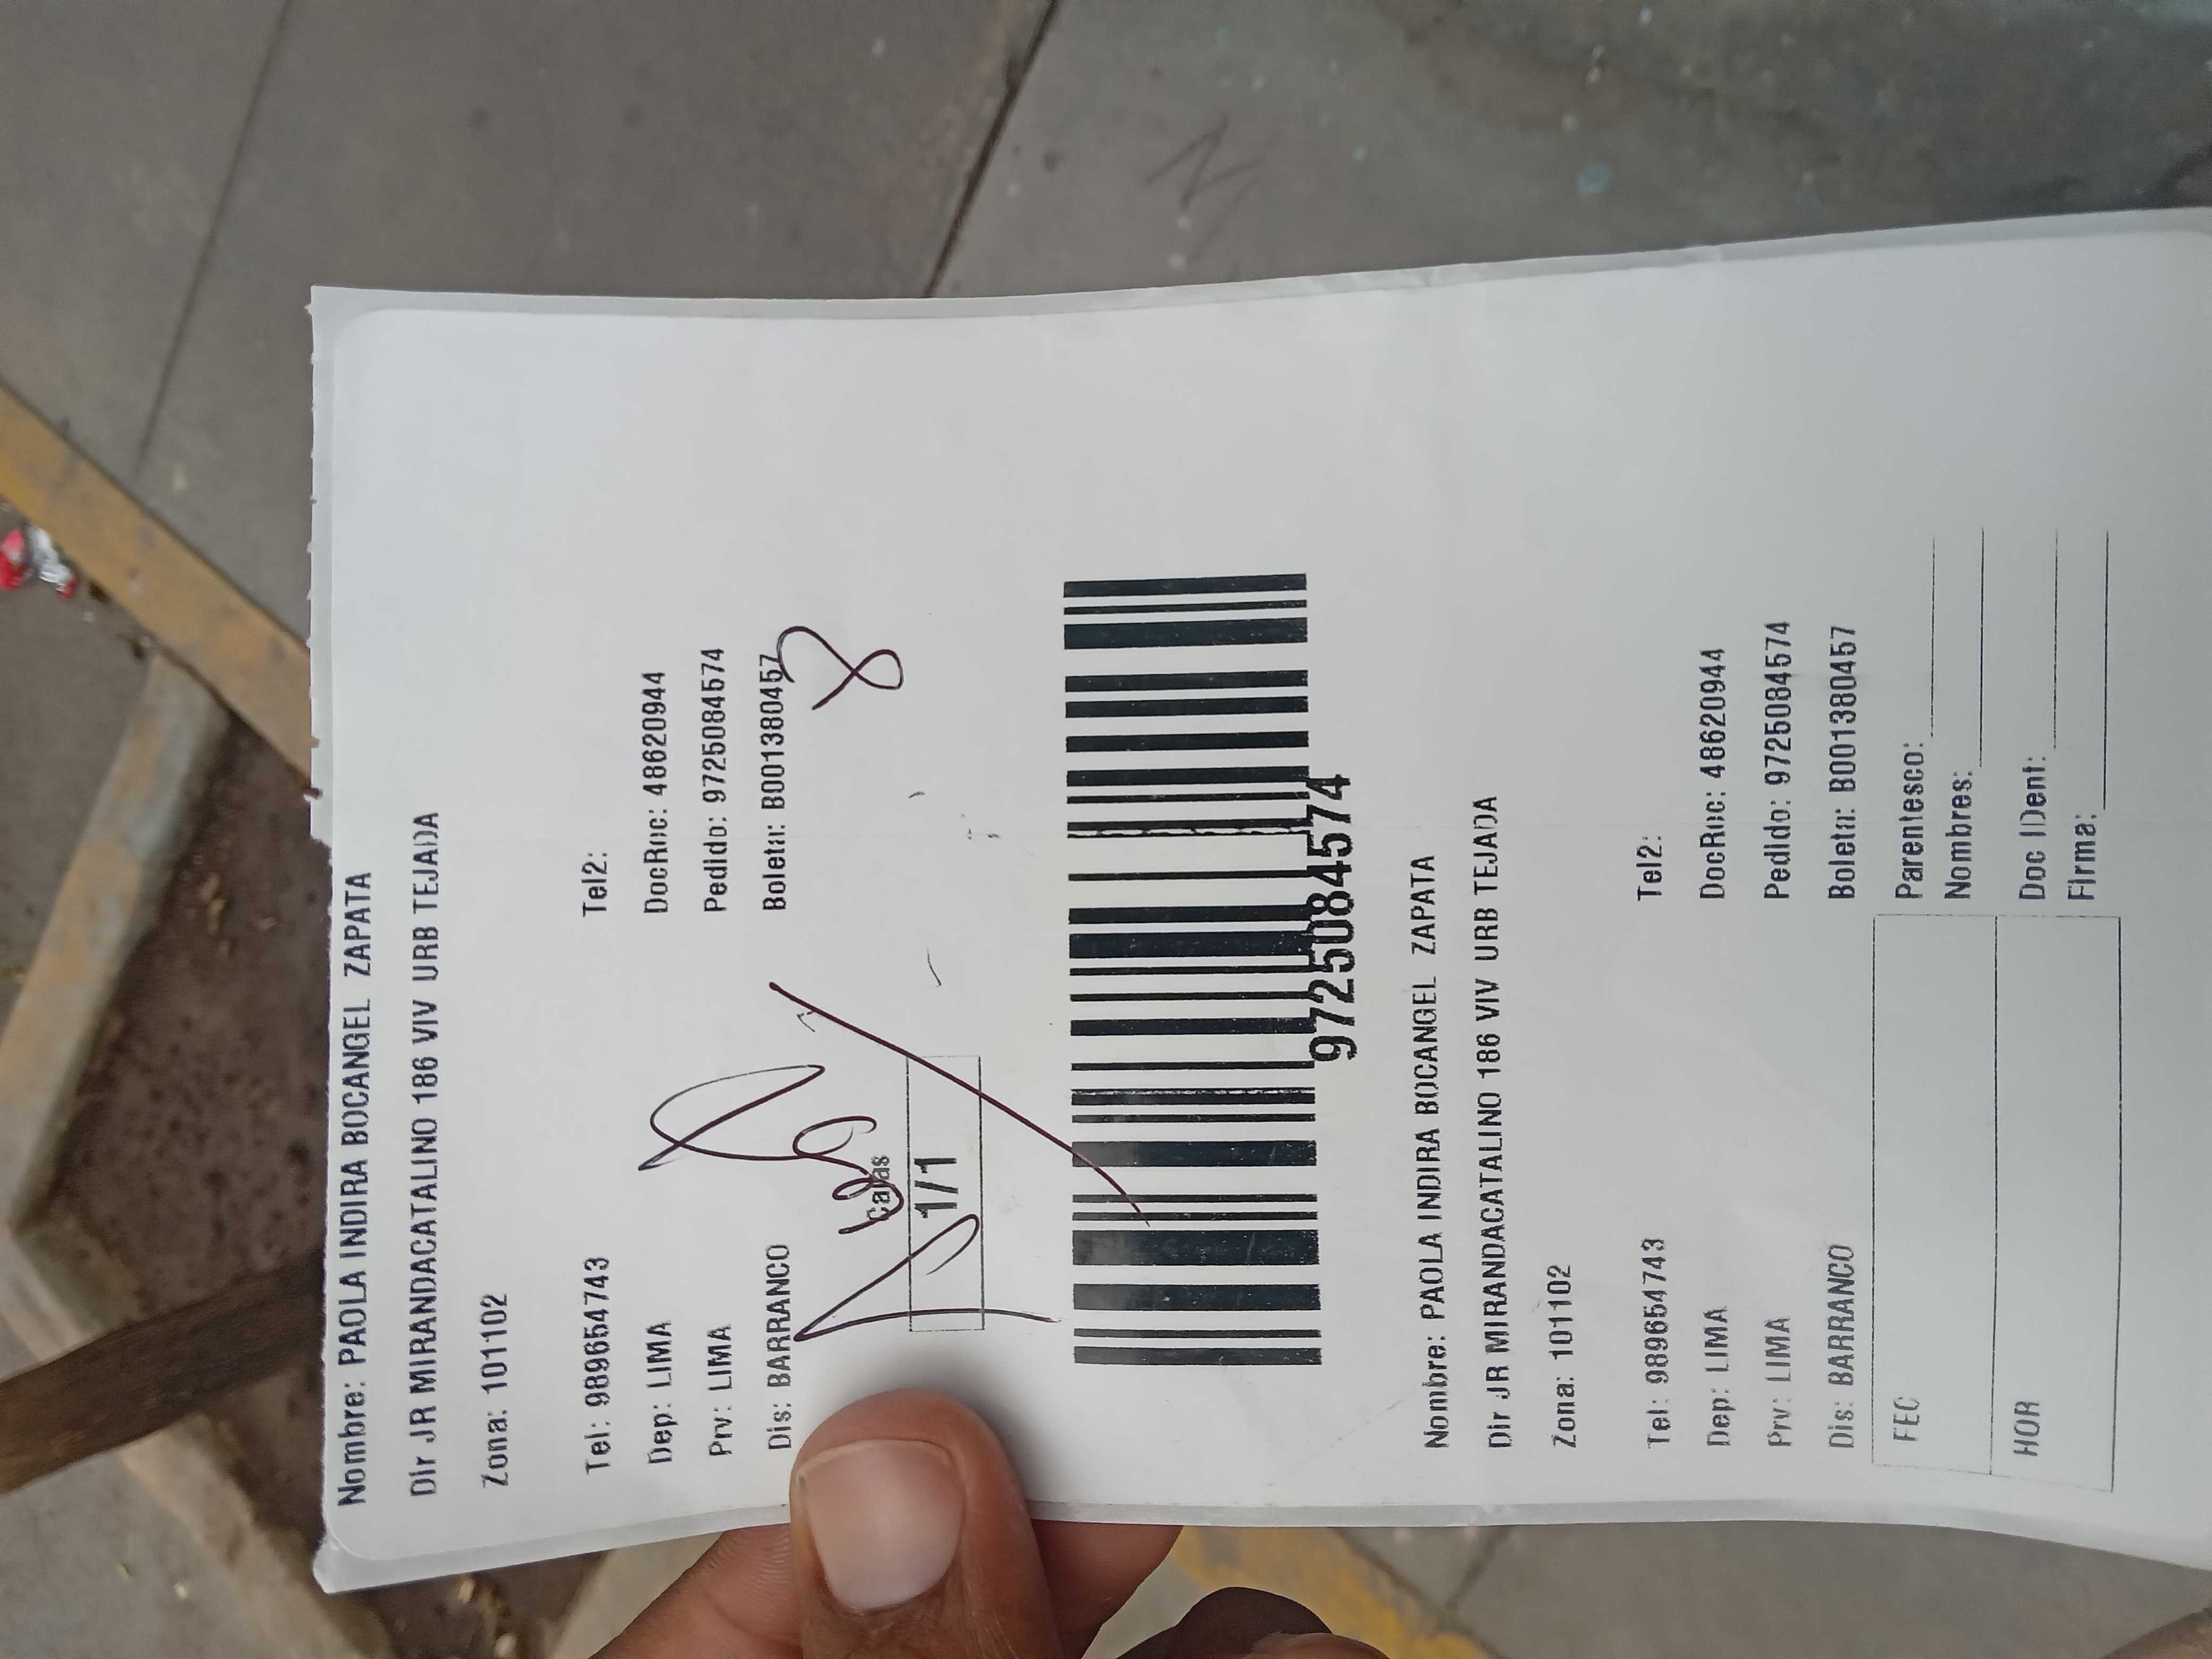 Nombre: PAOLA INDIRA BOCANGEL ZAPATA
Dir JR MIRANDACATALINO 186 VIV URB TEJADA
Zona: 101102
Tel: 989654743 Tel2:
Dep: LIMA DocRuc: 48620944
Prv: LIMA Pedido: 9725084574
Dis: BARRANCO Boleta: B001380457
8
Cajas
1/1
9725084574
Nombre: PAOLA INDIRA BOCANGEL ZAPATA
Dir JR MIRANDACATALINO 186 VIV URB TEJADA
Zona: 101102
Tel: 989654743 Tel2:
Dep: LIMA DocRuc: 48620944
Prv: LIMA Pedido: 9725084574
Dis: BARRANCO Boleta: B001380457
FEC Parentesco:
Nombres:
HOR Doc IDent:
Firma: